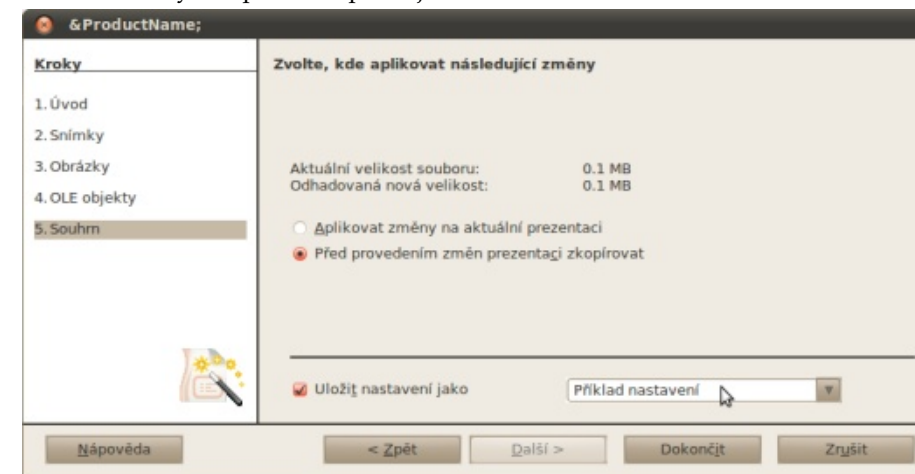 &ProductName;
Kroky
1. Úvod
2. Snímky
3. Obrázky
4. OLE objekty
5. Souhrn
Zvolte, kde aplikovat následující změny
Aktuální velikost souboru: 0.1 MB
Odhadovaná nová velikost: 0.1 MB
Aplikovat změny na aktuální prezentaci
Před provedením změn prezentaci zkopírovat
Uložit nastavení jako Příklad nastavení
Nápověda < Zpět Další > Dokončit Zrušit